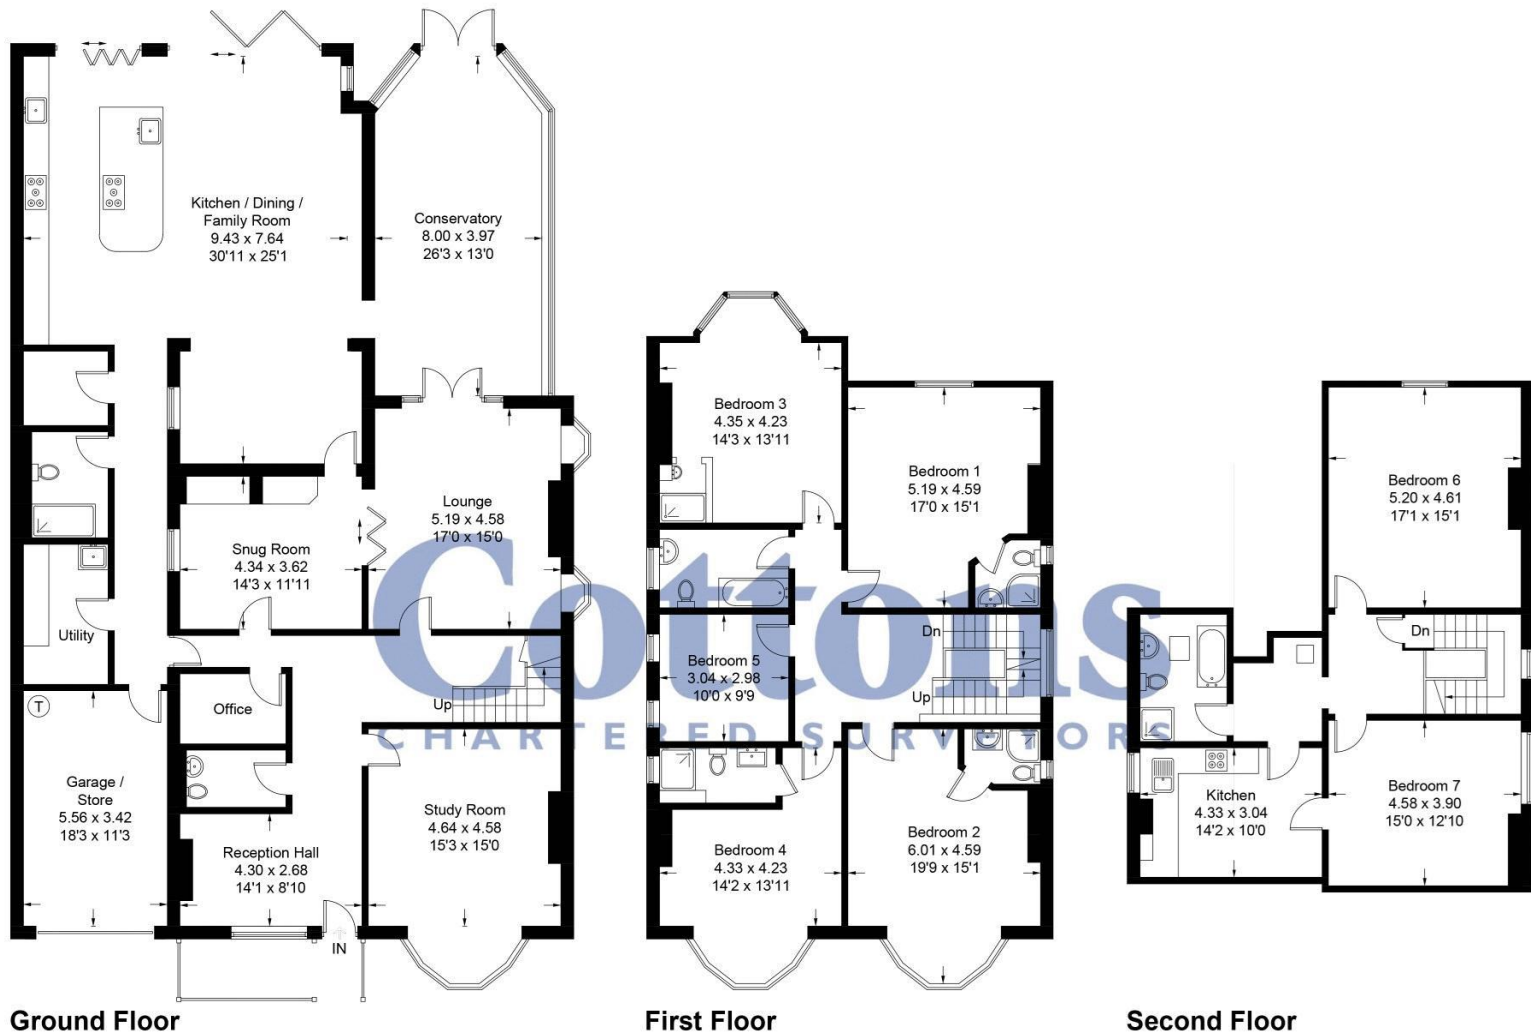 Kitchen / Dining /
Family Room
9.43 x 7.64
30'11 x 25'1
Conservatory
8.00 x 3.97
26'3 x 13'0
Lounge
5.19 x 4.58
17'0 x 15'0
Snug Room
4.34 x 3.62
14'3 x 11'11
Utility
Office
Up
T
Garage /
Store
5.56 x 3.42
18'3 x 11'3
Reception Hall
4.30 x 2.68
14'1 x 8'10
Study Room
4.64 x 4.58
15'3 x 15'0
IN
Ground Floor
Bedroom 3
4.35 x 4.23
14'3 x 13'11
Bedroom 1
5.19 x 4.59
17'0 x 15'1
Bedroom 5
3.04 x 2.98
10'0 x 9'9
Dn
Up
Bedroom 4
4.33 x 4.23
14'2 x 13'11
Bedroom 2
6.01 x 4.59
19'9 x 15'1
First Floor
Bedroom 6
5.20 x 4.61
17'1 x 15'1
Dn
Kitchen
4.33 x 3.04
14'2 x 10'0
Bedroom 7
4.58 x 3.90
15'0 x 12'10
Second Floor
Cottons
CHARTERED SURVEYORS